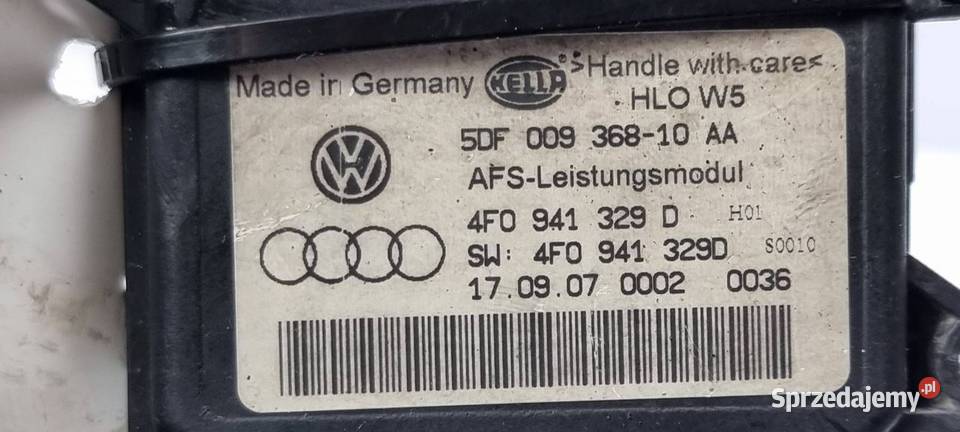 Made in Germany HELLA >Handle with care<
HLO W5
5DF 009 368-10 AA
AFS-Leistungsmodul
4F0 941 329 D H01
SW: 4F0 941 329D S0010
17.09.07 0002 0036
Sprzedajemy.pl